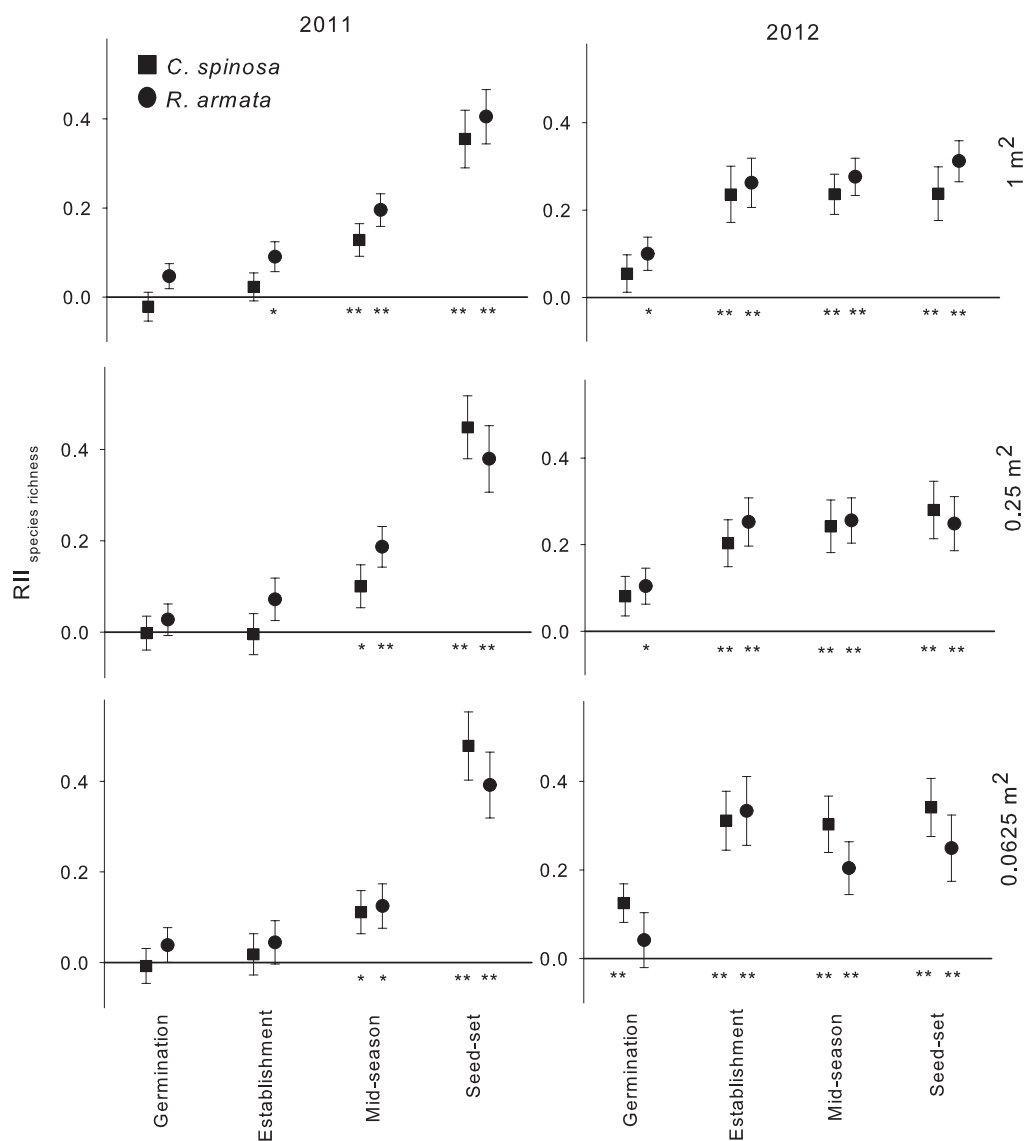 2011
2012
C. spinosa
R. armata
0.4
0.2
0.0
* ** ** ** **
0.4
0.2
0.0
* ** ** ** ** ** **
1 m²
RII species richness
0.4
0.2
0.0
* ** ** **
0.4
0.2
0.0
* ** ** ** ** ** **
0.25 m²
0.4
0.2
0.0
* * ** **
0.4
0.2
0.0
** ** ** ** ** ** **
0.0625 m²
Germination
Establishment
Mid-season
Seed-set
Germination
Establishment
Mid-season
Seed-set